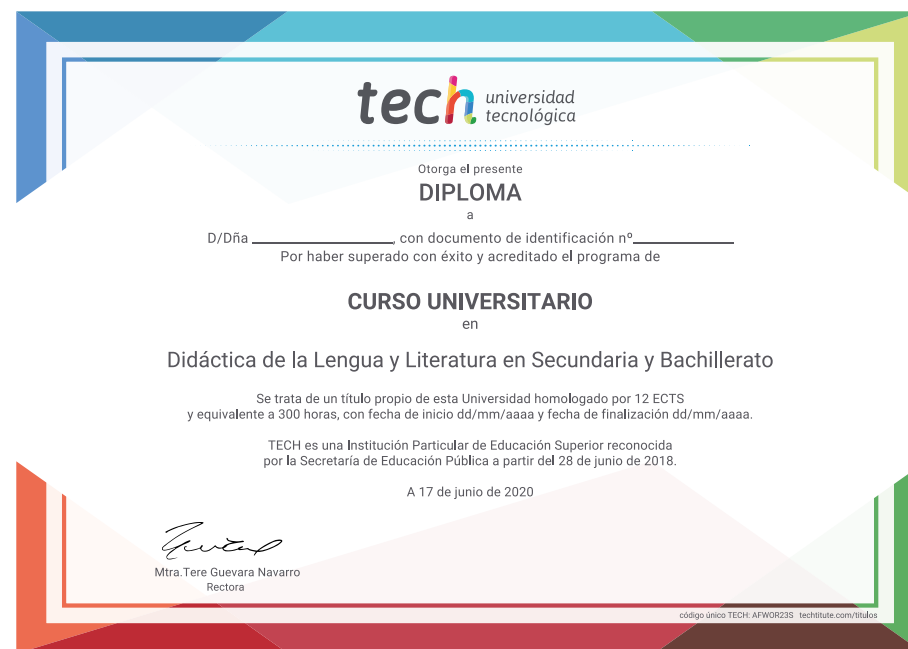 tech universidad
tecnológica
Otorga el presente
DIPLOMA
a
D/Dña ____________________, con documento de identificación nº______________
Por haber superado con éxito y acreditado el programa de
CURSO UNIVERSITARIO
en
Didáctica de la Lengua y Literatura en Secundaria y Bachillerato
Se trata de un título propio de esta Universidad homologado por 12 ECTS
y equivalente a 300 horas, con fecha de inicio dd/mm/aaaa y fecha de finalización dd/mm/aaaa.
TECH es una Institución Particular de Educación Superior reconocida
por la Secretaría de Educación Pública a partir del 28 de junio de 2018.
A 17 de junio de 2020
Mtra.Tere Guevara Navarro
Rectora
código único TECH: AFWOR23S techtitute.com/titulos